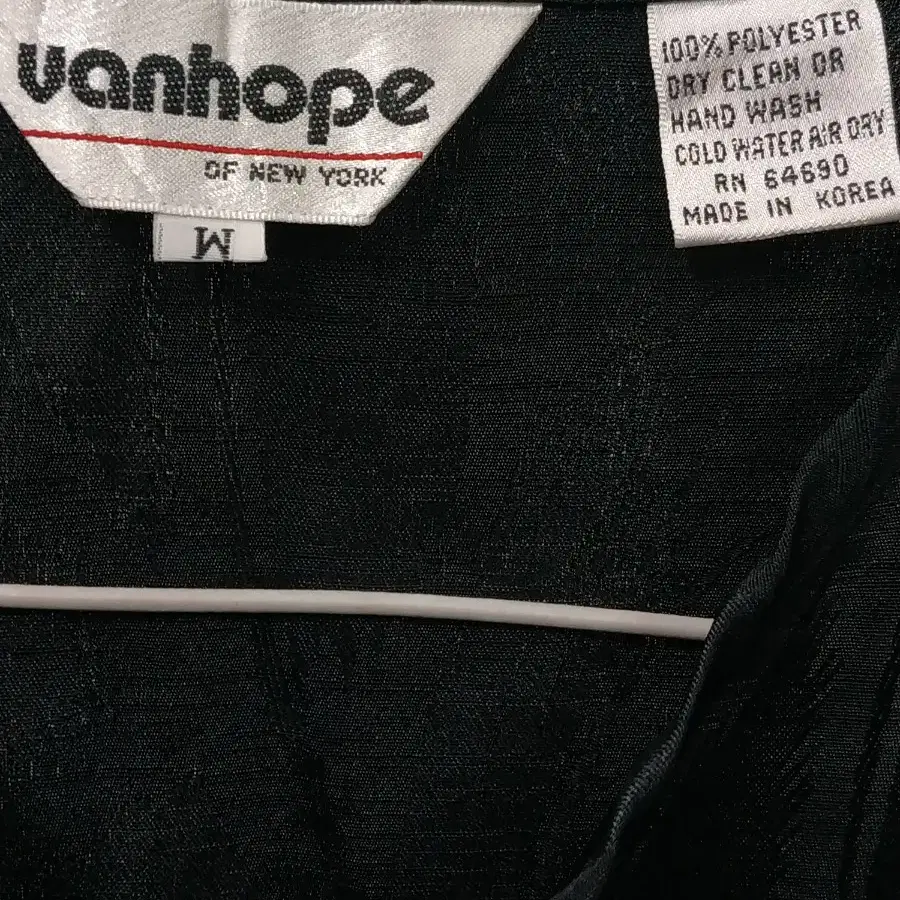 vanhope
OF NEW YORK
M
100% POLYESTER
DRY CLEAN OR
HAND WASH
COLD WATER AIR DRY
RN 64690
MADE IN KOREA